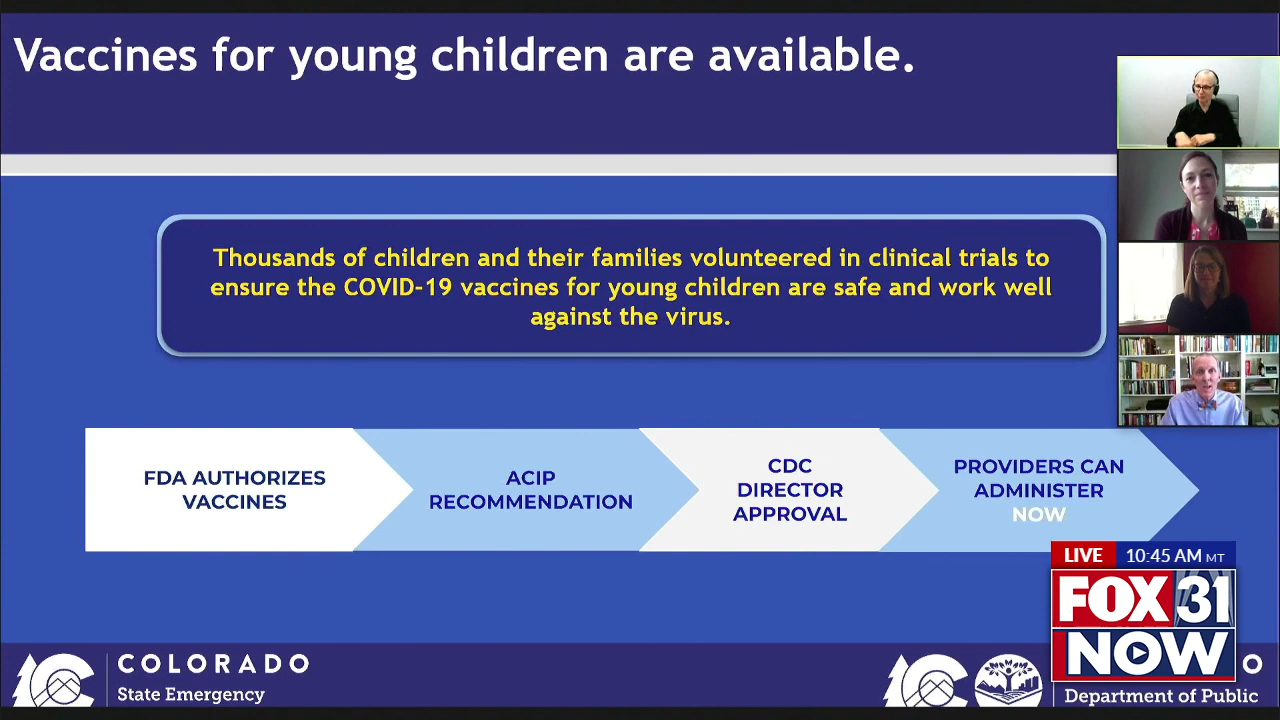 Vaccines for young children are available.
Thousands of children and their families volunteered in clinical trials to
ensure the COVID-19 vaccines for young children are safe and work well
against the virus.
FDA AUTHORIZES
VACCINES
ACIP
RECOMMENDATION
CDC
DIRECTOR
APPROVAL
PROVIDERS CAN
ADMINISTER
NOW
LIVE 10:45 AM MT
FOX 31
NOW
COLORADO
State Emergency
O
Department of Public